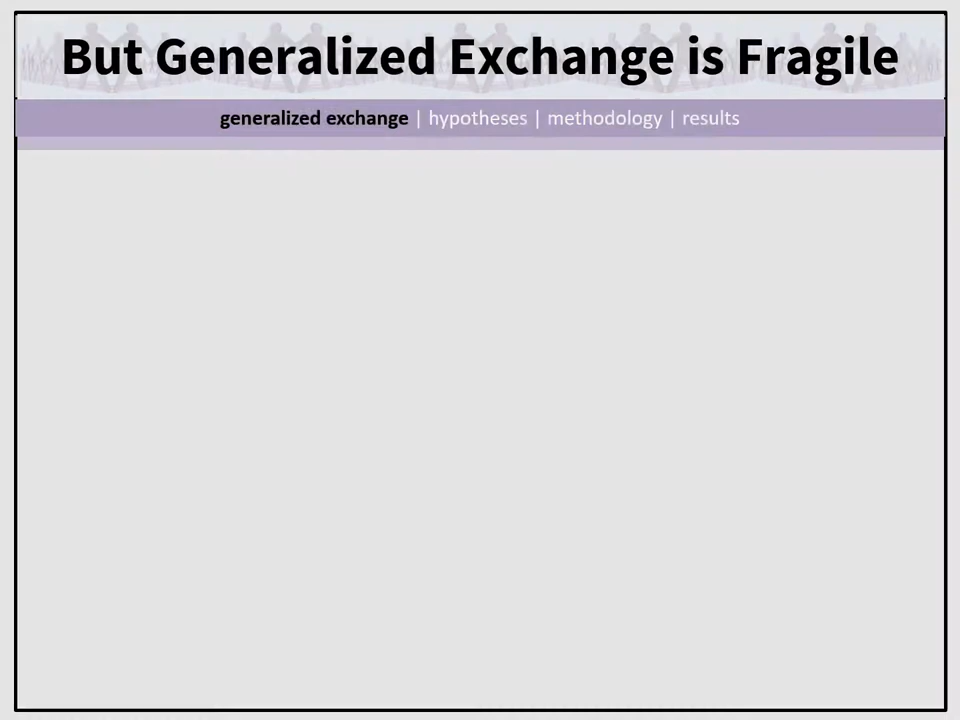 But Generalized Exchange is Fragile
generalized exchange | hypotheses | methodology | results